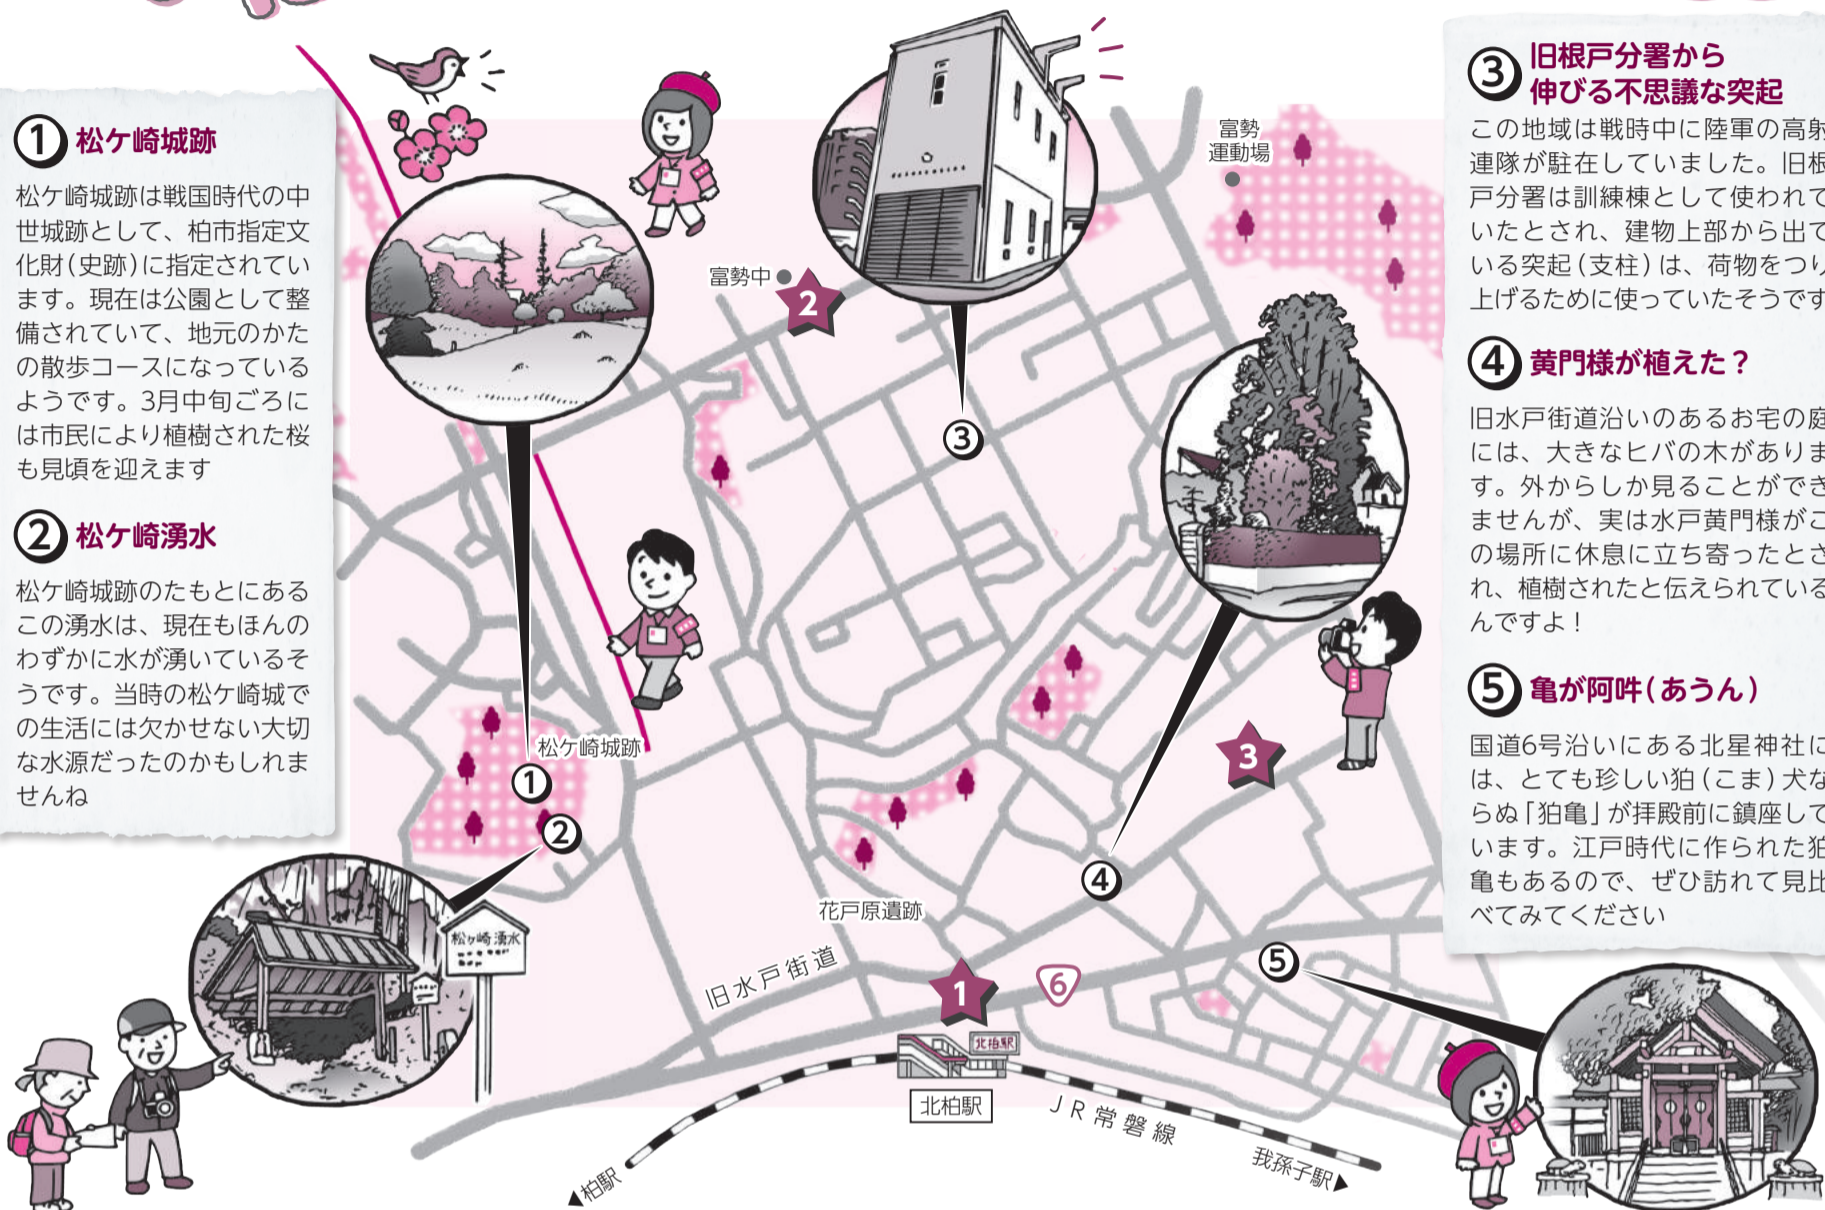 ① 松ケ崎城跡
松ケ崎城跡は戦国時代の中
世城跡として、柏市指定文
化財(史跡)に指定されてい
ます。現在は公園として整
備されていて、地元のかた
の散歩コースになっている
ようです。3月中旬ごろに
は市民により植樹された桜
も見頃を迎えます
② 松ケ崎湧水
松ケ崎城跡のたもとにある
この湧水は、現在もほんの
わずかに水が湧いているそ
うです。当時の松ケ崎城で
の生活には欠かせない大切
な水源だったのかもしれま
せんね
富勢
運動場
富勢中
2
③
松ケ崎城跡
①
②
3
④
花戸原遺跡
旧水戸街道
1
6
⑤
松ヶ崎湧水
北柏駅
北柏駅
JR常磐線
◀柏駅
我孫子駅▶
③ 旧根戸分署から
伸びる不思議な突起
この地域は戦時中に陸軍の高射
連隊が駐在していました。旧根
戸分署は訓練棟として使われて
いたとされ、建物上部から出て
いる突起(支柱)は、荷物をつり
上げるために使っていたそうです
④ 黄門様が植えた？
旧水戸街道沿いのあるお宅の庭
には、大きなヒバの木がありま
す。外からしか見ることができ
ませんが、実は水戸黄門様がこ
の場所に休息に立ち寄ったとさ
れ、植樹されたと伝えられている
んですよ！
⑤ 亀が阿吽(あうん)
国道6号沿いにある北星神社に
は、とても珍しい狛(こま)犬な
らぬ「狛亀」が拝殿前に鎮座して
います。江戸時代に作られた狛
亀もあるので、ぜひ訪れて見比
べてみてください